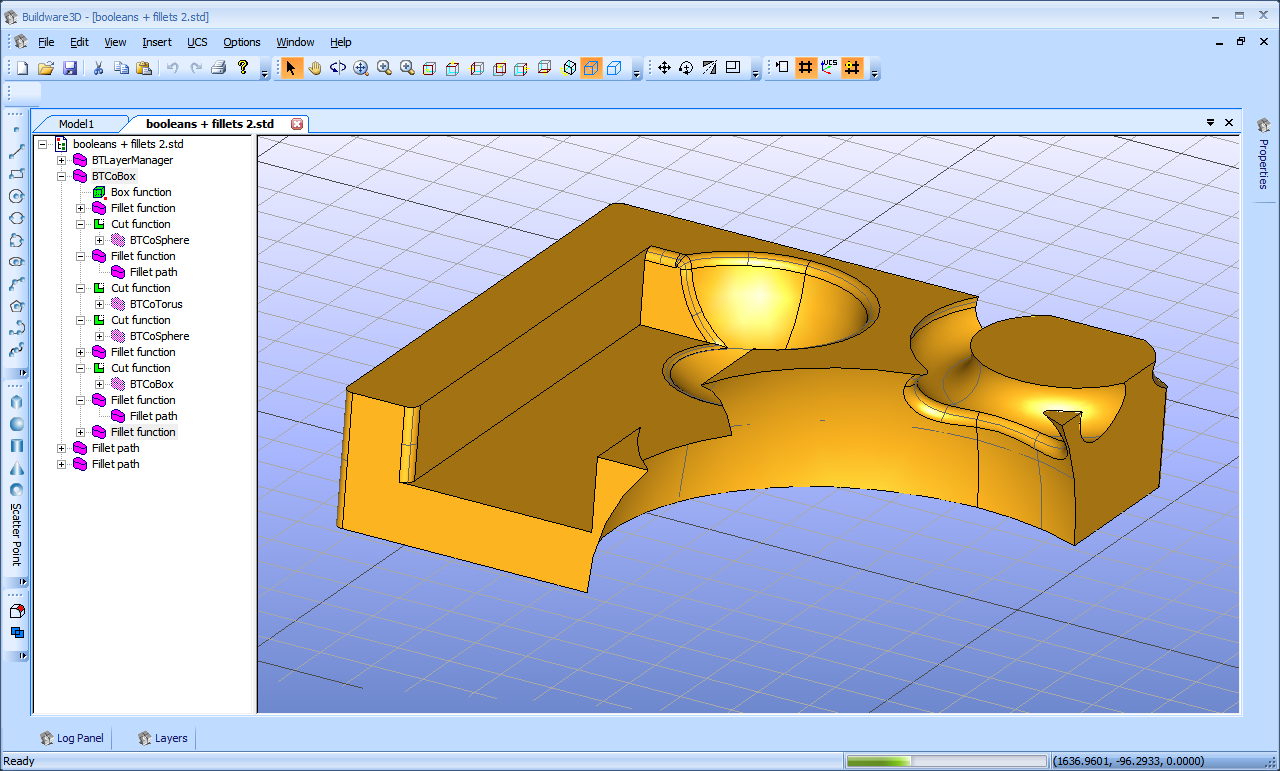 Buildware3D - [booleans + fillets 2.std]
File Edit View Insert UCS Options Window Help
UCS
Model1 booleans + fillets 2.std
booleans + fillets 2.std
BTLayerManager
BTCoBox
Box function
Fillet function
Cut function
BTCoSphere
Fillet function
Fillet path
Cut function
BTCoTorus
Cut function
BTCoSphere
Fillet function
Cut function
BTCoBox
Fillet function
Fillet path
Fillet function
Fillet path
Fillet path
Scatter Point
Properties
Log Panel Layers
Ready (1636.9601, -96.2933, 0.0000)